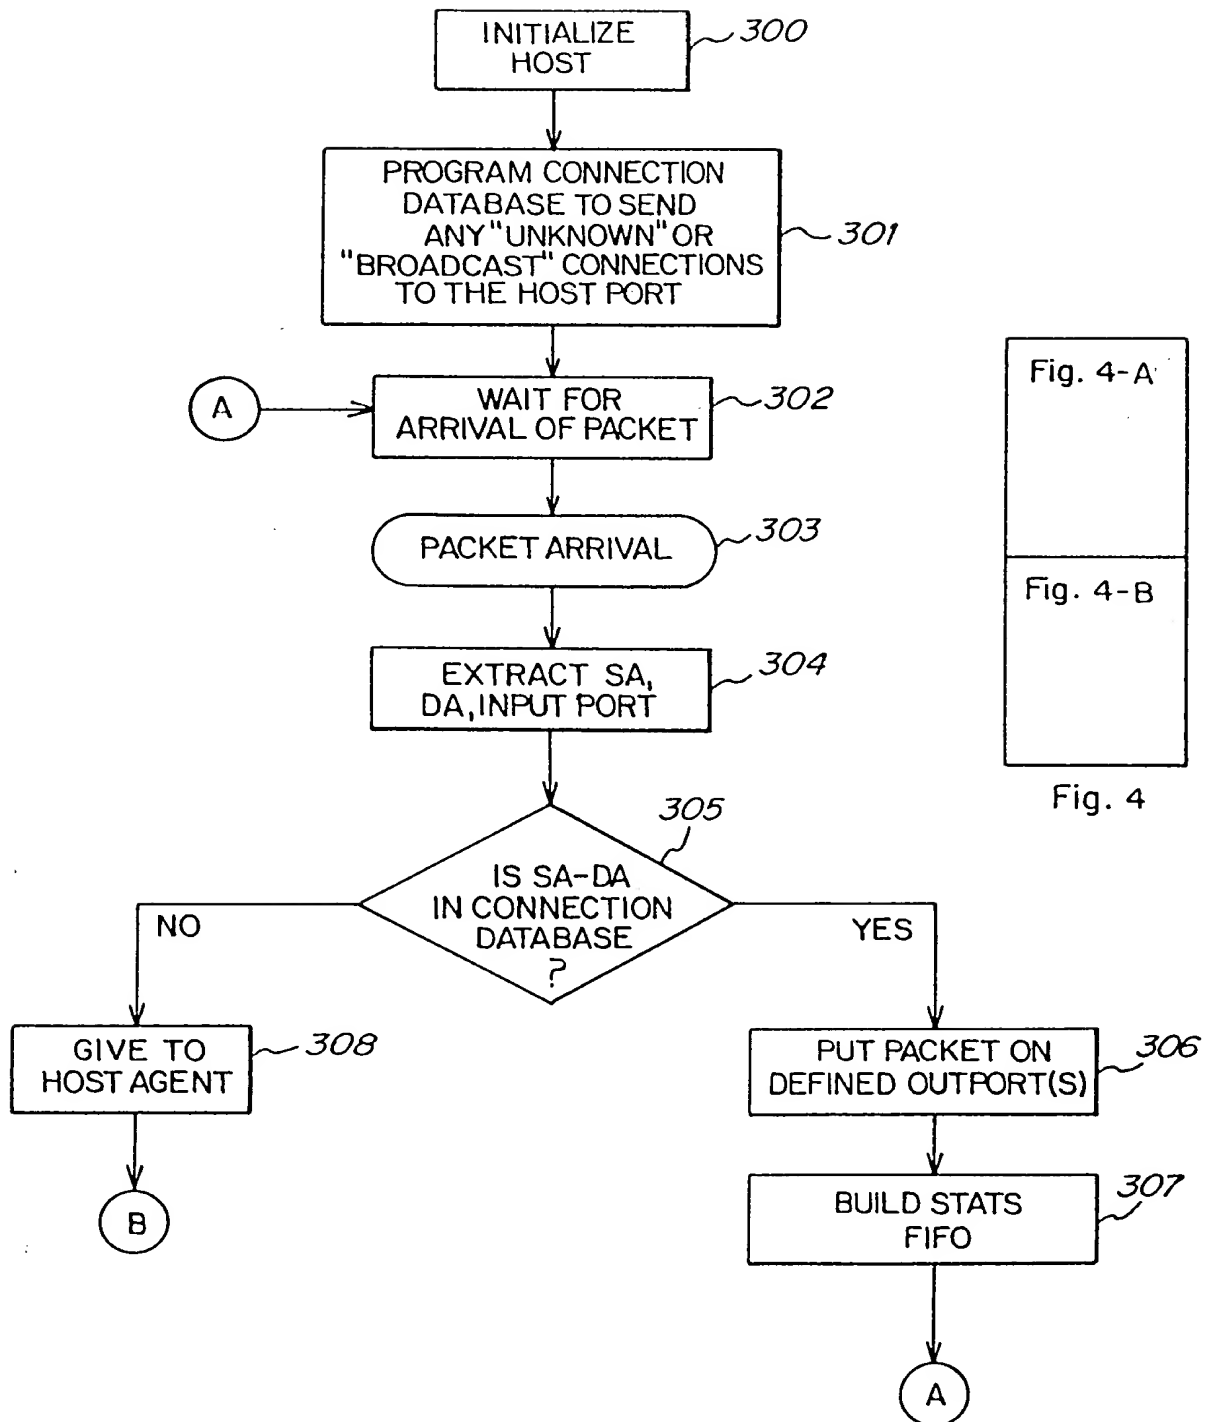 INITIALIZE
HOST
300
PROGRAM CONNECTION
DATABASE TO SEND
ANY "UNKNOWN" OR
"BROADCAST" CONNECTIONS
TO THE HOST PORT
301
A
WAIT FOR
ARRIVAL OF PACKET
302
PACKET ARRIVAL
303
EXTRACT SA,
DA, INPUT PORT
304
Fig. 4-A
Fig. 4-B
Fig. 4
305
IS SA-DA
IN CONNECTION
DATABASE
?
NO
YES
GIVE TO
HOST AGENT
308
B
PUT PACKET ON
DEFINED OUTPORT(S)
306
BUILD STATS
FIFO
307
A